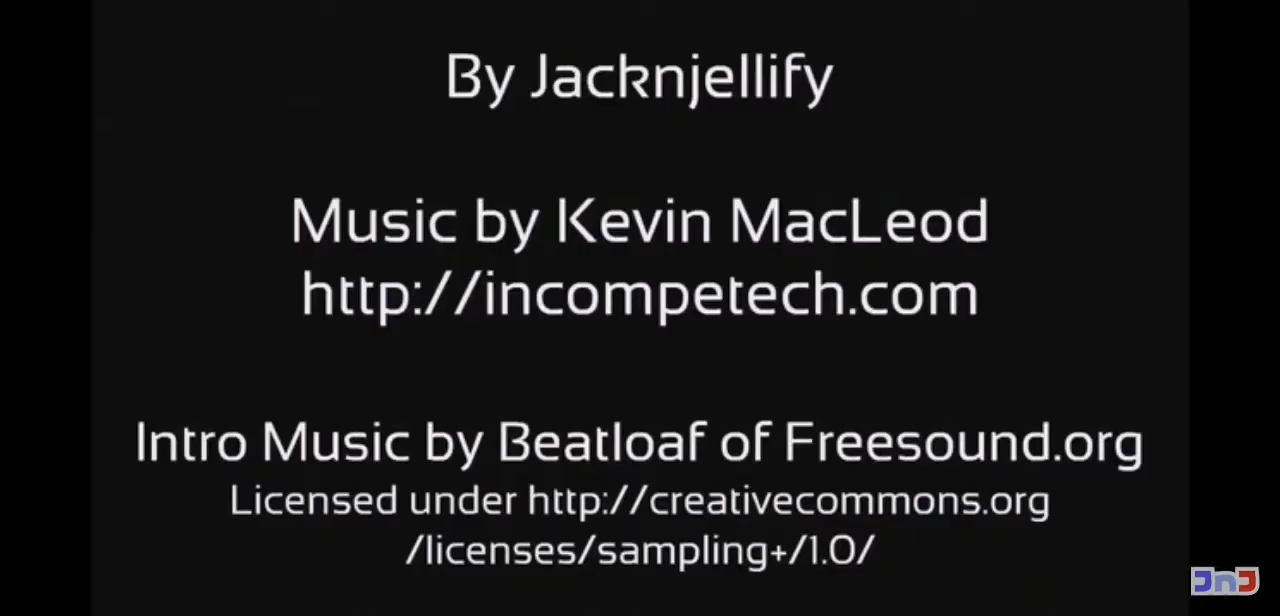 By Jacknjellify
Music by Kevin MacLeod
http://incompetech.com
Intro Music by Beatloaf of Freesound.org
Licensed under http://creativecommons.org
/licenses/sampling+/1.0/
JnJ